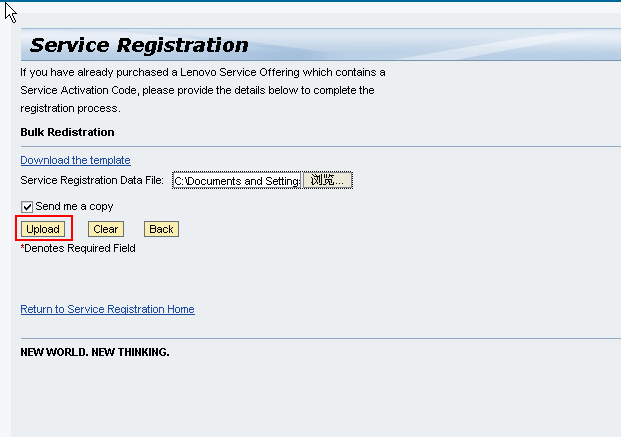 Service Registration
If you have already purchased a Lenovo Service Offering which contains a
Service Activation Code, please provide the details below to complete the
registration process.
Bulk Redistration
Download the template
Service Registration Data File: C:\Documents and Setting: 浏览...
Send me a copy
Upload Clear Back
*Denotes Required Field
Return to Service Registration Home
NEW WORLD. NEW THINKING.